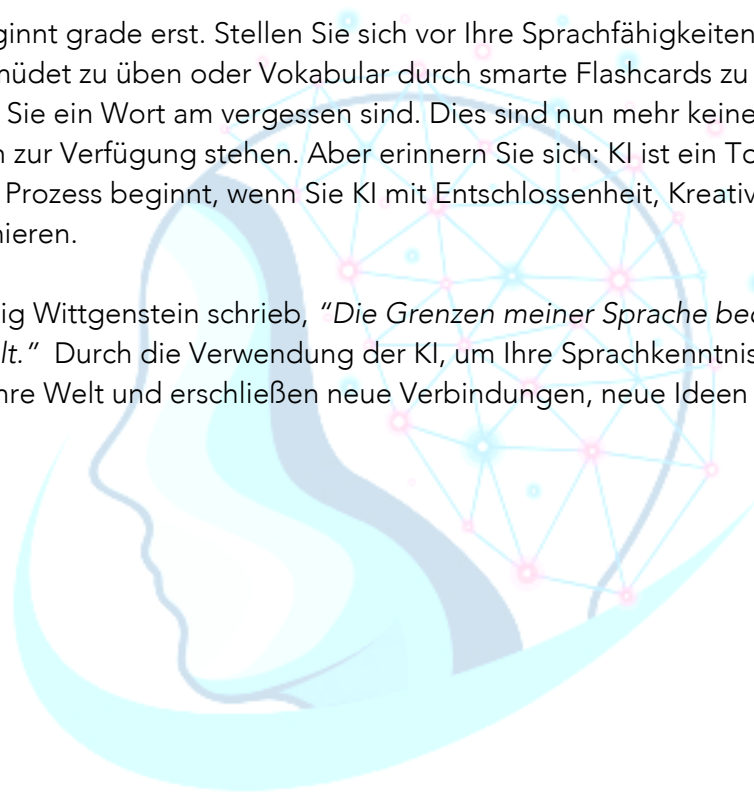 ginnt grade erst. Stellen Sie sich vor Ihre Sprachfähigkeiten
nüdet zu üben oder Vokabular durch smarte Flashcards zu
Sie ein Wort am vergessen sind. Dies sind nun mehr keine
zur Verfügung stehen. Aber erinnern Sie sich: KI ist ein To
Prozess beginnt, wenn Sie KI mit Entschlossenheit, Kreativ
nieren.
ig Wittgenstein schrieb, “Die Grenzen meiner Sprache bed
lt.” Durch die Verwendung der KI, um Ihre Sprachkenntnis
hre Welt und erschließen neue Verbindungen, neue Ideen